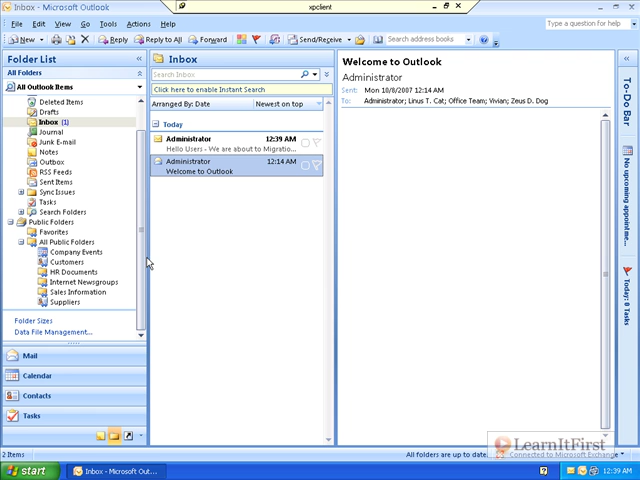 xpclient
Inbox - Microsoft Outlook
File Edit View Go Tools Actions Help
Type a question for help
New Reply Reply to All Forward Send/Receive Search address books
Folder List
All Folders
All Outlook Items
Deleted Items
Drafts
Inbox (1)
Journal
Junk E-mail
Notes
Outbox
RSS Feeds
Sent Items
Sync Issues
Tasks
Search Folders
Public Folders
Favorites
All Public Folders
Company Events
Customers
HR Documents
Internet Newsgroups
Sales Information
Suppliers
Folder Sizes
Data File Management...
Mail
Calendar
Contacts
Tasks
Inbox
Search Inbox
Click here to enable Instant Search
Arranged By: Date Newest on top
Today
Administrator 12:39 AM
Hello Users - We are about to Migratio...
Administrator 12:14 AM
Welcome to Outlook
Welcome to Outlook
Administrator
Sent: Mon 10/8/2007 12:14 AM
To: Administrator; Linus T. Cat; Office Team; Vivian; Zeus D. Dog
To-Do Bar
No upcoming appointme...
Today: 0 Tasks
2 Items
All folders are up to date.
Connected to Microsoft Exchange
LearnItFirst
start
Inbox - Microsoft Out...
12:39 AM